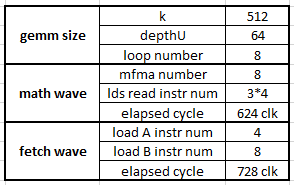 gemm size
k 512
depthU 64
loop number 8
math wave
mfma number 8
lds read instr num 3*4
elapsed cycle 624 clk
fetch wave
load A instr num 4
load B instr num 8
elapsed cycle 728 clk